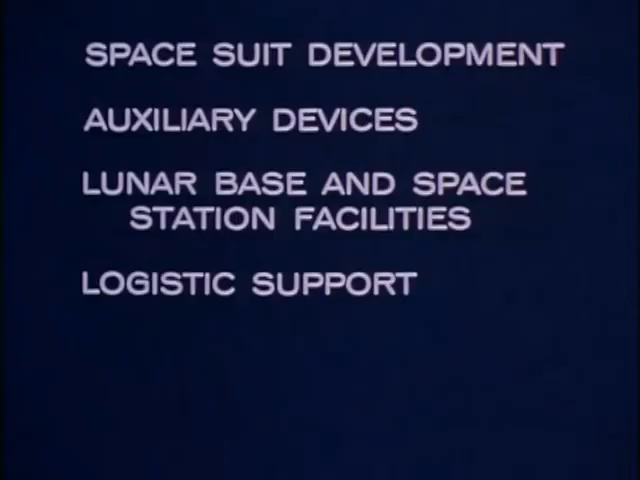 SPACE SUIT DEVELOPMENT
AUXILIARY DEVICES
LUNAR BASE AND SPACE
STATION FACILITIES
LOGISTIC SUPPORT